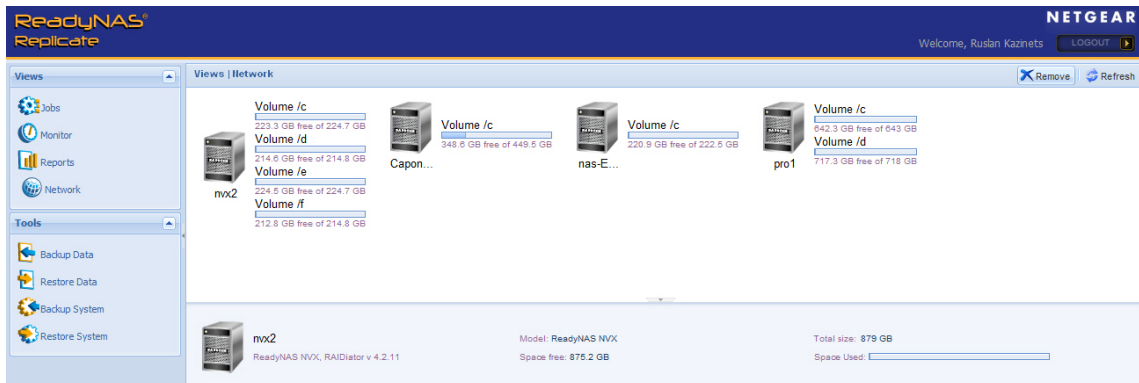 ReadyNAS®
Replicate
NETGEAR
Welcome, Ruslan Kazinets
LOGOUT
Views
Jobs
Monitor
Reports
Network
Tools
Backup Data
Restore Data
Backup System
Restore System
Views | Network
Remove
Refresh
Volume /c
223.3 GB free of 224.7 GB
Volume /d
214.6 GB free of 214.8 GB
Volume /e
224.5 GB free of 224.7 GB
Volume /f
212.8 GB free of 214.8 GB
nvx2
Volume /c
348.6 GB free of 449.5 GB
Capon...
Volume /c
220.9 GB free of 222.5 GB
nas-E...
Volume /c
642.3 GB free of 643 GB
Volume /d
717.3 GB free of 718 GB
pro1
nvx2
ReadyNAS NVX, RAIDiator v 4.2.11
Model: ReadyNAS NVX
Space free: 875.2 GB
Total size: 879 GB
Space Used: